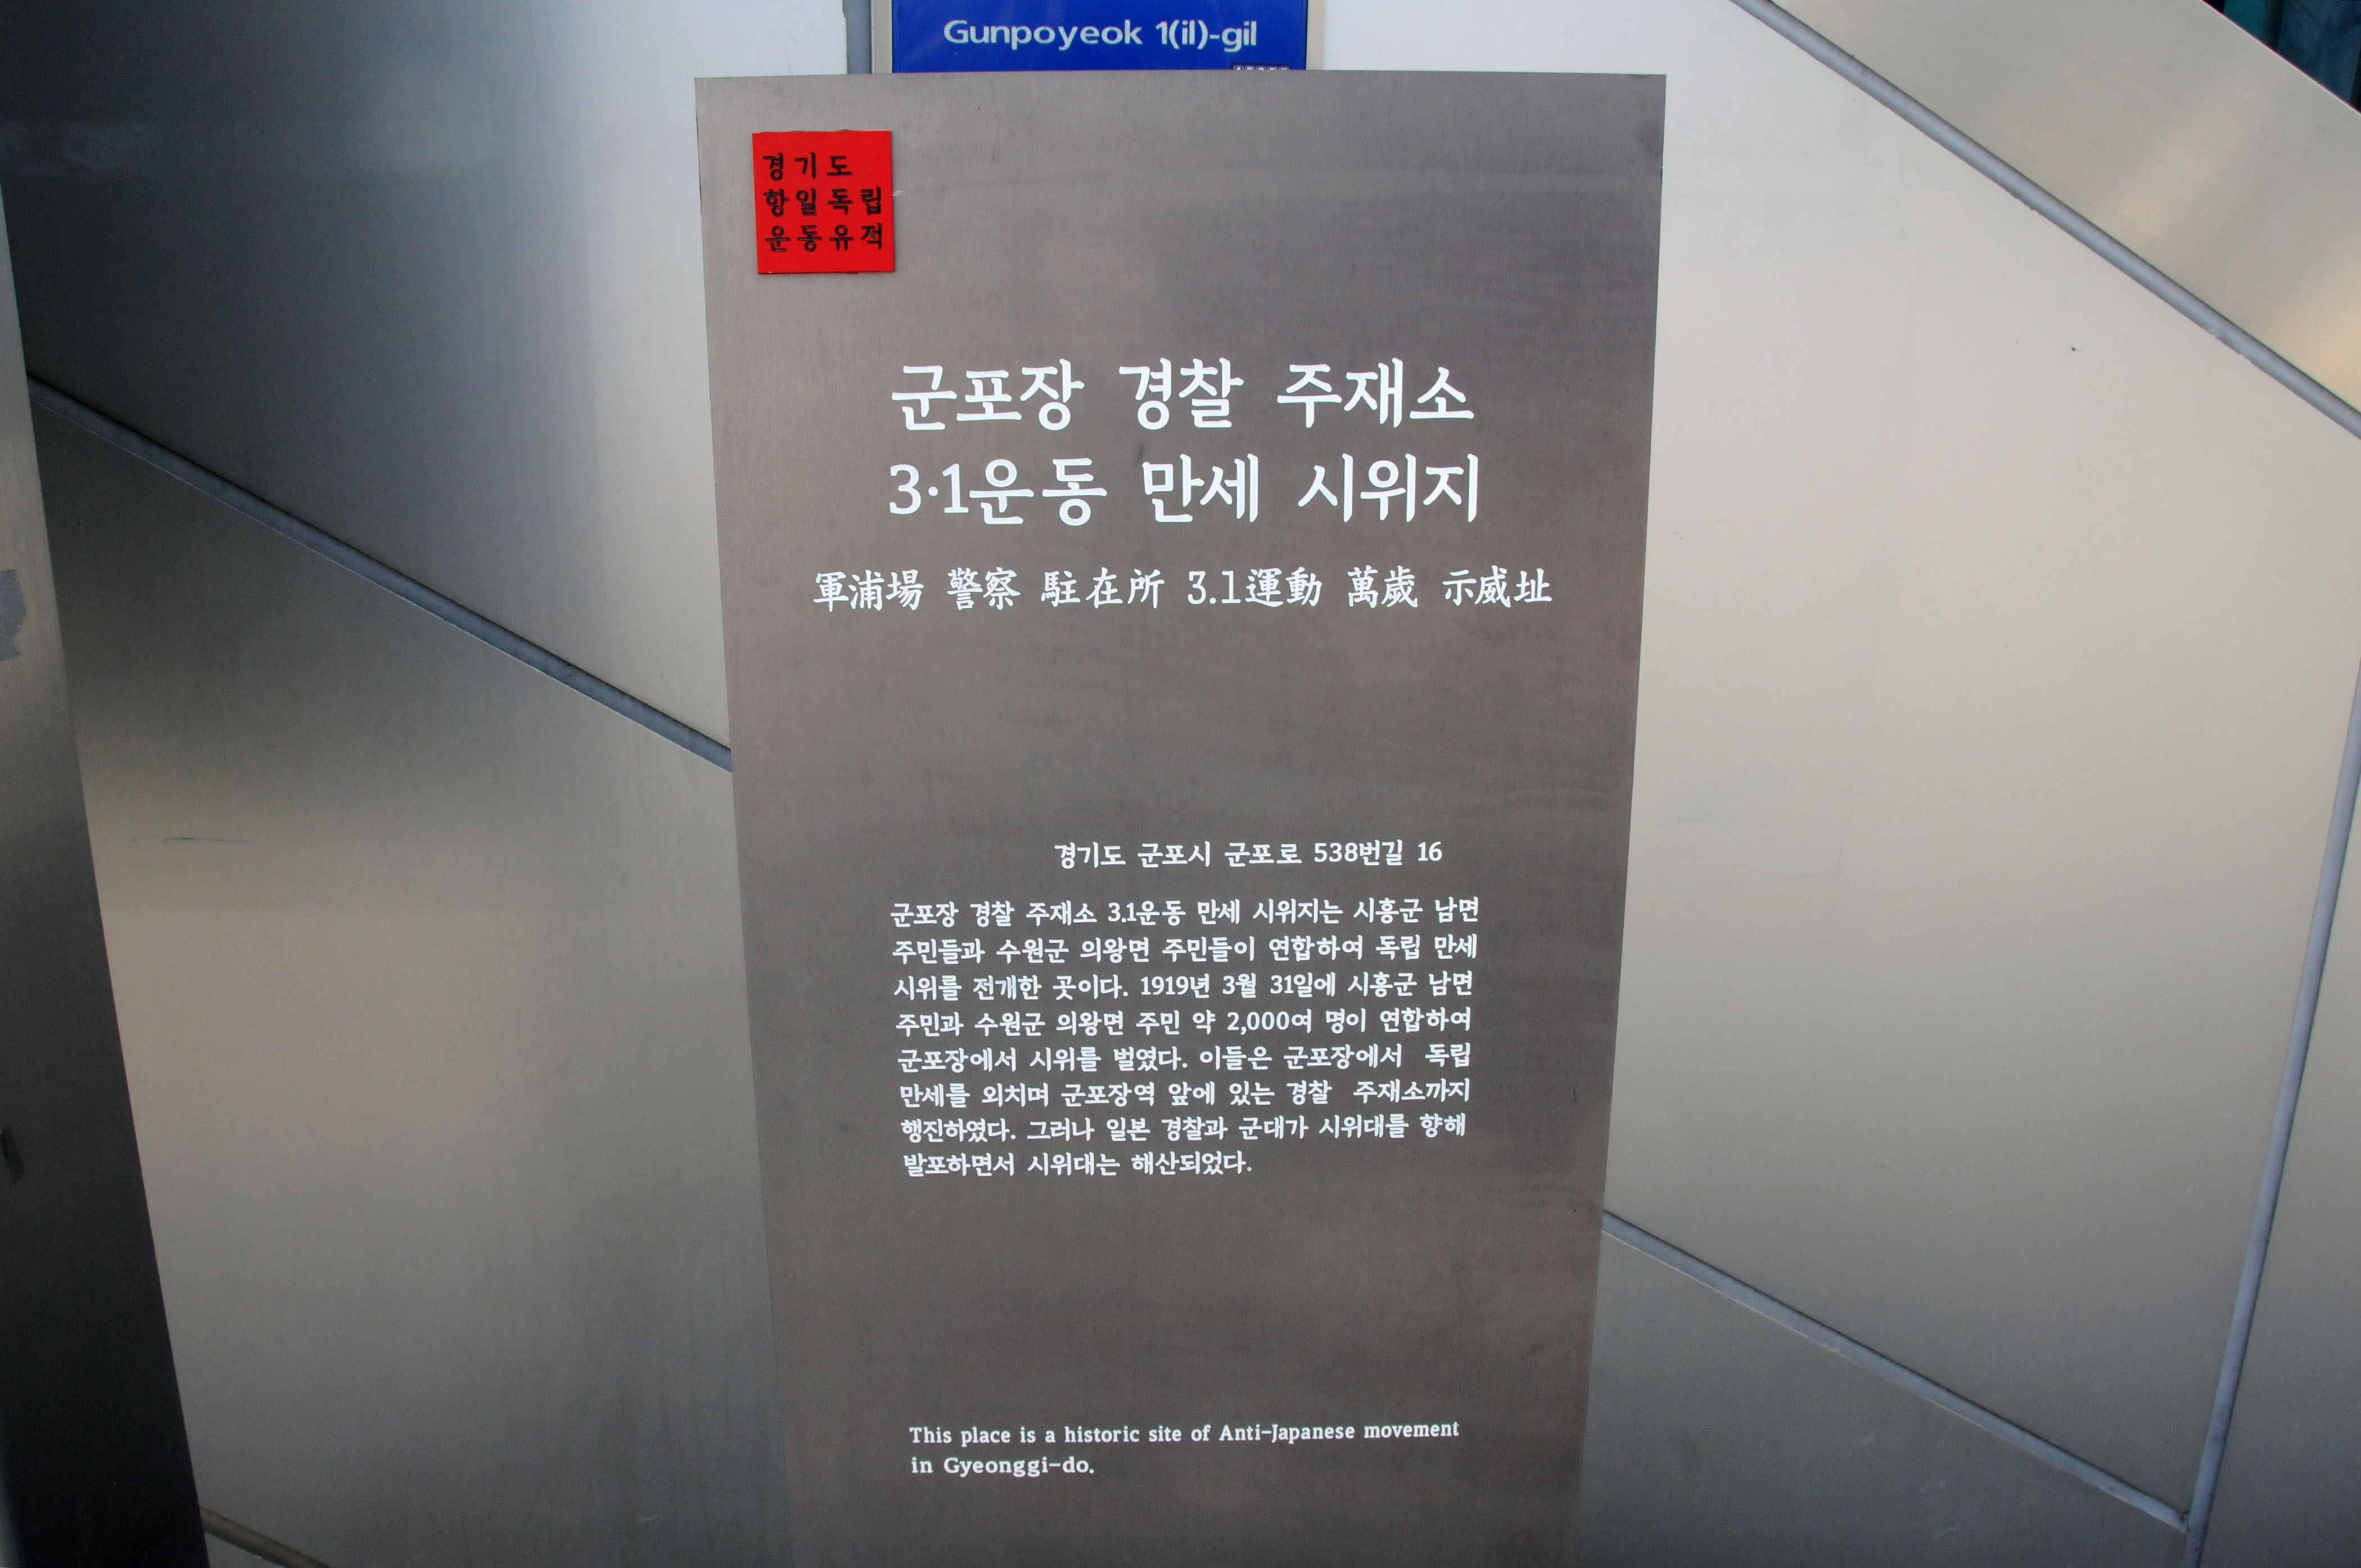 Gunpoyeok 1(il)-gil
경기도
항일독립
운동유적
군포장 경찰 주재소
3·1운동 만세 시위지
軍浦場 警察 駐在所 3.1運動 萬歲 示威址
경기도 군포시 군포로 538번길 16
군포장 경찰 주재소 3.1운동 만세 시위지는 시흥군 남면
주민들과 수원군 의왕면 주민들이 연합하여 독립 만세
시위를 전개한 곳이다. 1919년 3월 31일에 시흥군 남면
주민과 수원군 의왕면 주민 약 2,000여 명이 연합하여
군포장에서 시위를 벌였다. 이들은 군포장에서 독립
만세를 외치며 군포장역 앞에 있는 경찰 주재소까지
행진하였다. 그러나 일본 경찰과 군대가 시위대를 향해
발포하면서 시위대는 해산되었다.
This place is a historic site of Anti-Japanese movement
in Gyeonggi-do.